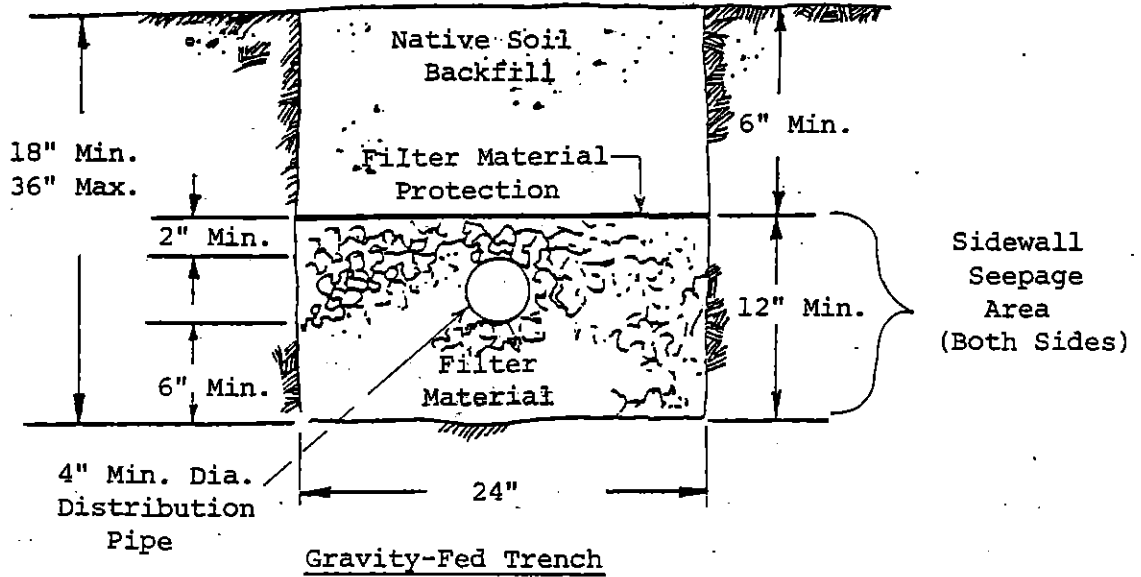 Native Soil
Backfill
18" Min.
36" Max.
6" Min.
Filter Material
Protection
2" Min.
Sidewall
Seepage
Area
(Both Sides)
12" Min.
6" Min.
Filter
Material
4" Min. Dia.
Distribution
Pipe
24"
Gravity-Fed Trench